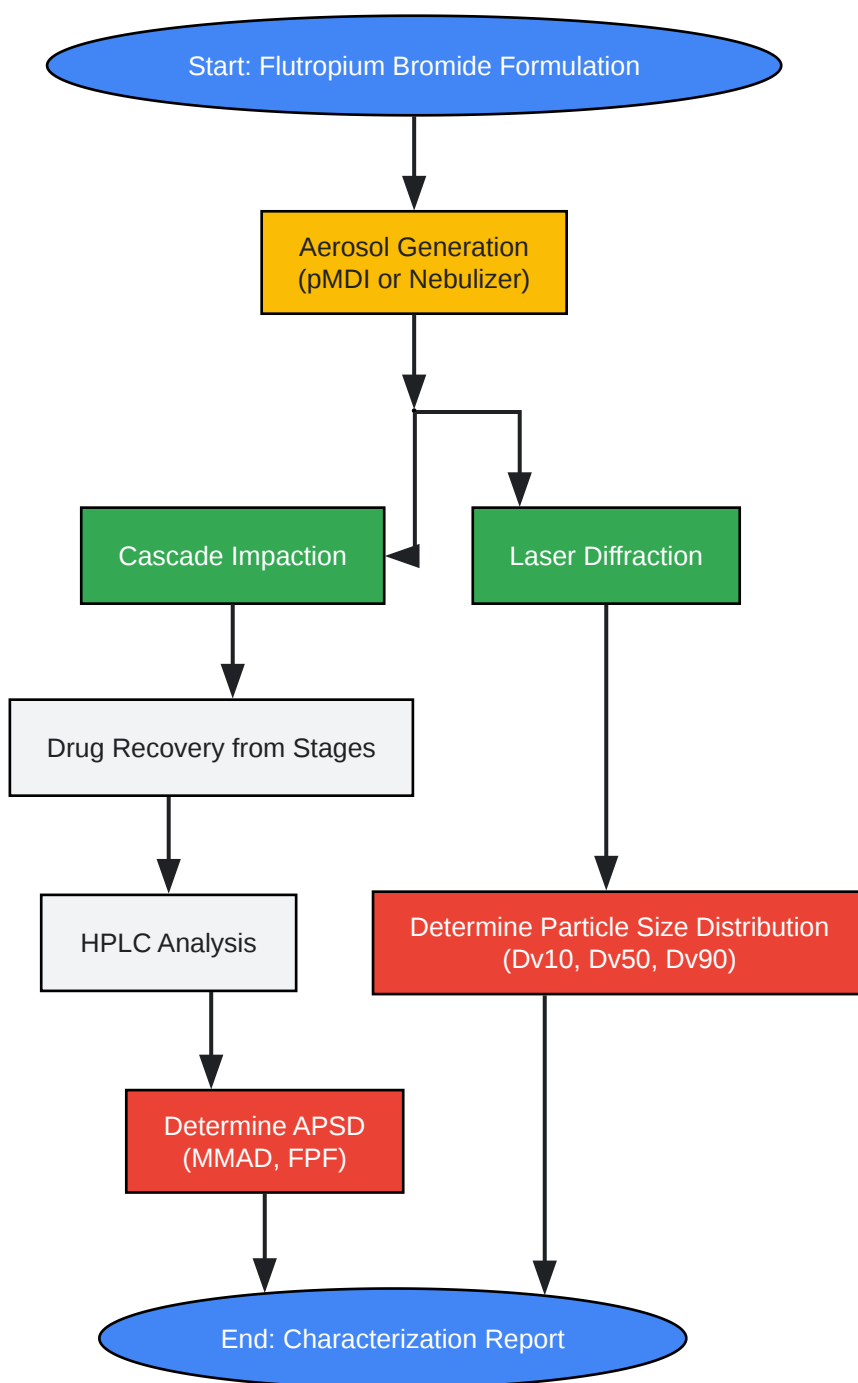 Start: Flutropium Bromide Formulation
Aerosol Generation
(pMDI or Nebulizer)
Cascade Impaction
Laser Diffraction
Drug Recovery from Stages
HPLC Analysis
Determine Particle Size Distribution
(Dv10, Dv50, Dv90)
Determine APSD
(MMAD, FPF)
End: Characterization Report